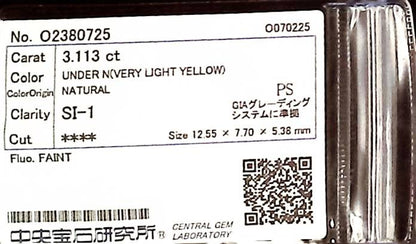 No. O2380725 O070225
Carat 3.113 ct
Color UNDER N(VERY LIGHT YELLOW)
ColorOrigin NATURAL
Clarity SI-1
PS
GIAグレーディング
システムに準拠
Cut **** Size 12.55 × 7.70 × 5.38 mm
Fluo. FAINT
中央宝石研究所® CENTRAL GEM
LABORATORY